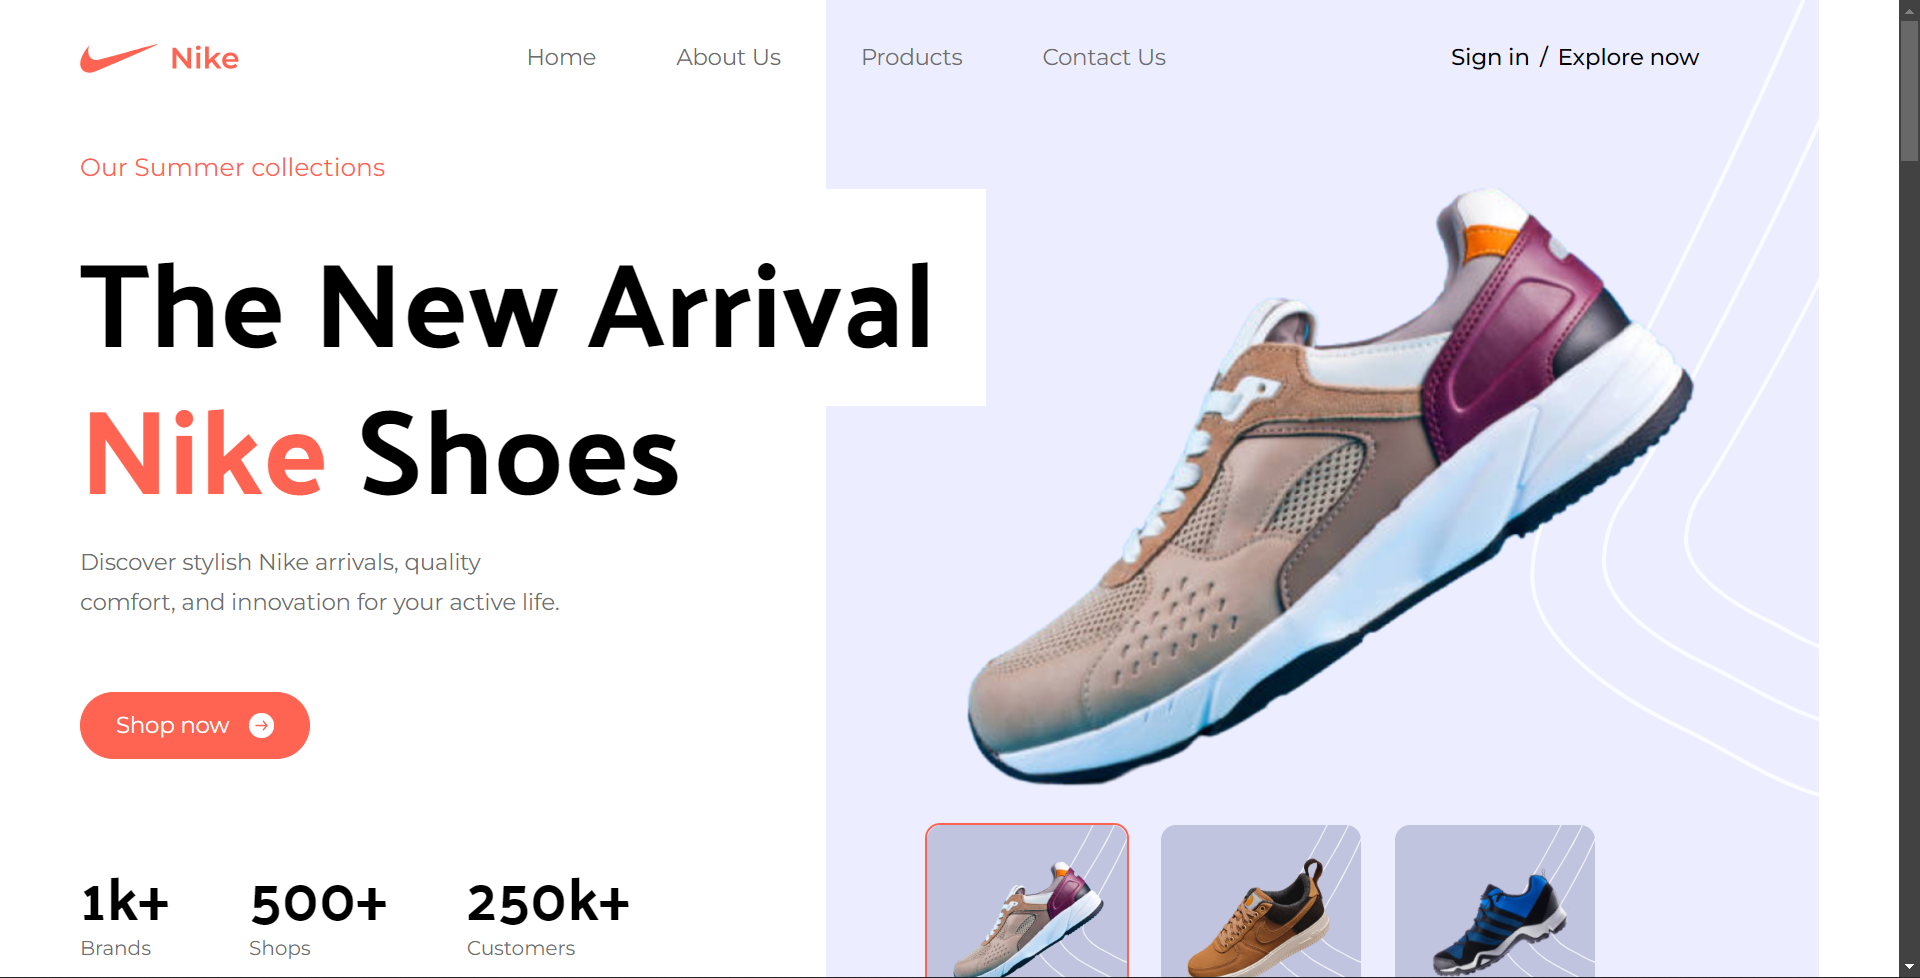 Nike
Home
About Us
Products
Contact Us
Sign in / Explore now
Our Summer collections
The New Arrival
Nike Shoes
Discover stylish Nike arrivals, quality
comfort, and innovation for your active life.
Shop now
1k+
Brands
500+
Shops
250k+
Customers